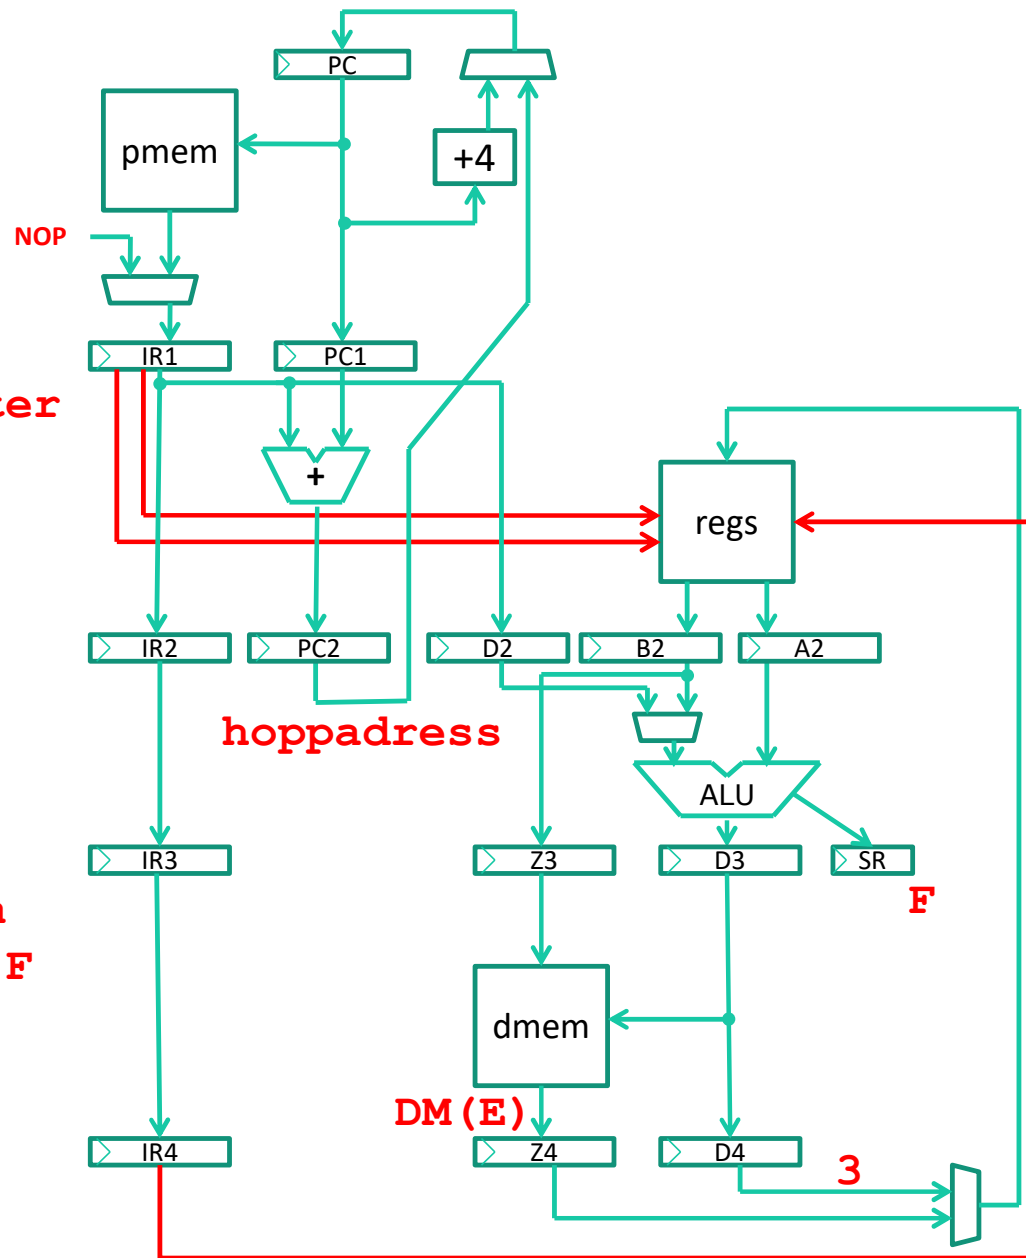 PC
pmem
+4
NOP
IR1
PC1
+
regs
IR2
PC2
D2
B2
A2
hoppadress
ALU
IR3
Z3
D3
SR
F
F
dmem
DM(E)
IR4
Z4
D4
3